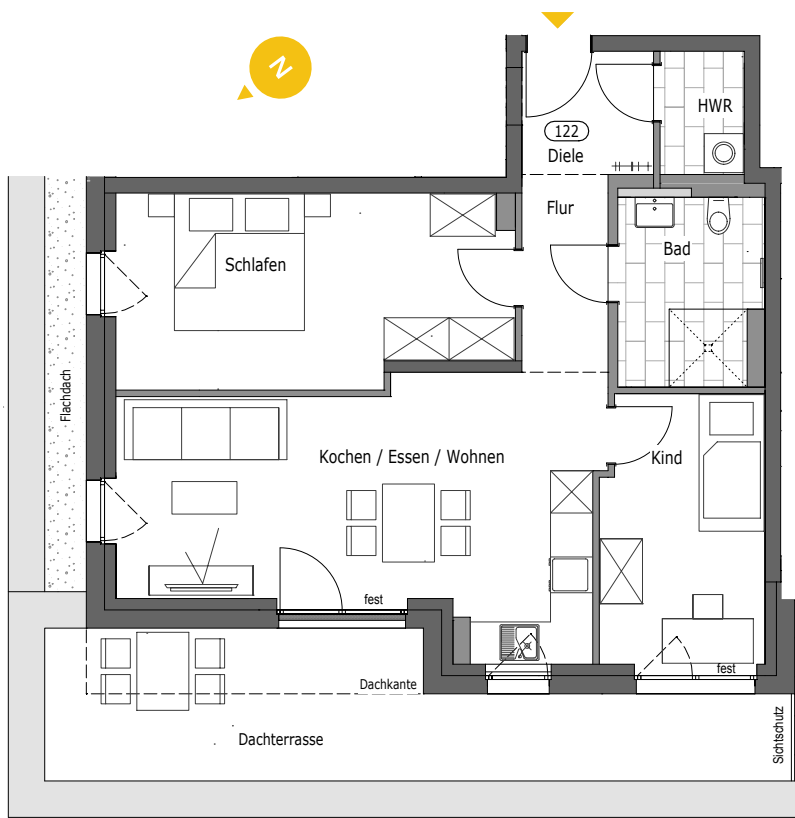 N
HWR
122
Diele
Flur
Bad
Schlafen
Flachdach
Kochen / Essen / Wohnen
Kind
fest
fest
Dachkante
Dachterrasse
Sichtschutz